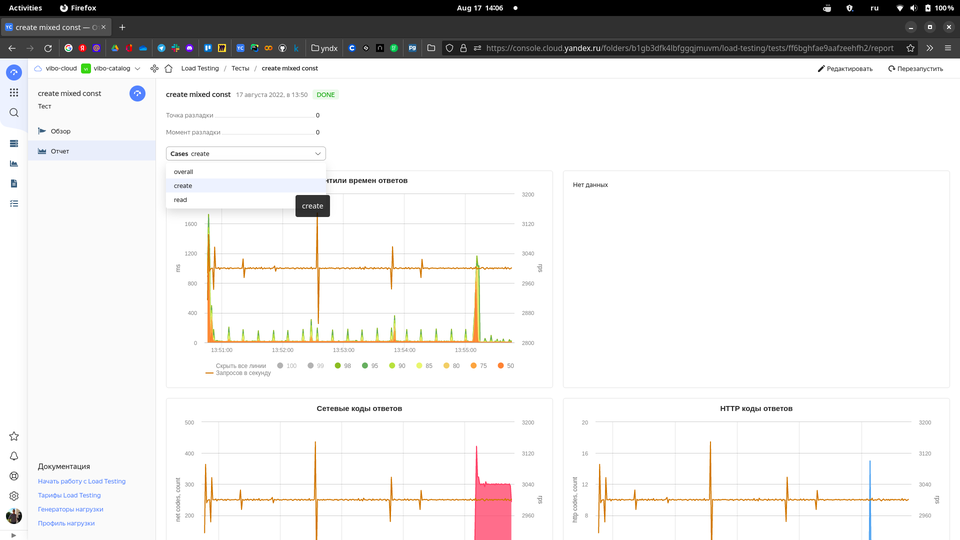 Activities Firefox Aug 17 14:06 ru 100 %
create mixed const — C
https://console.cloud.yandex.ru/folders/b1gb3dfk4lbfggqjmuvm/load-testing/tests/ff6bghfae9aafzeehfh2/report
yndx
P9
vibo-cloud vibo-catalog Load Testing / Тесты / create mixed const Редактировать Перезапустить
create mixed const
Тест
Обзор
Отчет
create mixed const 17 августа 2022, в 13:50 DONE
Точка разладки 0
Момент разладки 0
Cases create
overall
create
read
create
нтили времен ответов
3200
1600 3120
1200 3040
ms rps
800 2960
400 2880
0 2800
13:51:00 13:52:00 13:53:00 13:54:00 13:55:00
Скрыть все линии 100 99 98 95 90 85 80 75 50
Запросов в секунду
Нет данных
Сетевые коды ответов
500 3200
400 3120
300 3040
net codes, count rps
200 2960
HTTP коды ответов
20 3200
16 3120
12 3040
http codes, count rps
8 2960
Документация
Начать работу с Load Testing
Тарифы Load Testing
Генераторы нагрузки
Профиль нагрузки